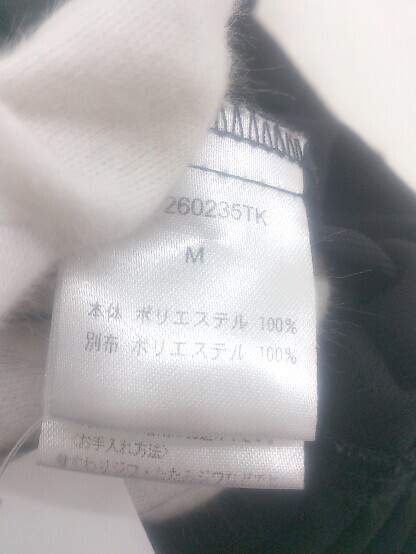 260235TK
M
本体 ポリエステル 100%
別布 ポリエステル 100%
〈お手入れ方法〉